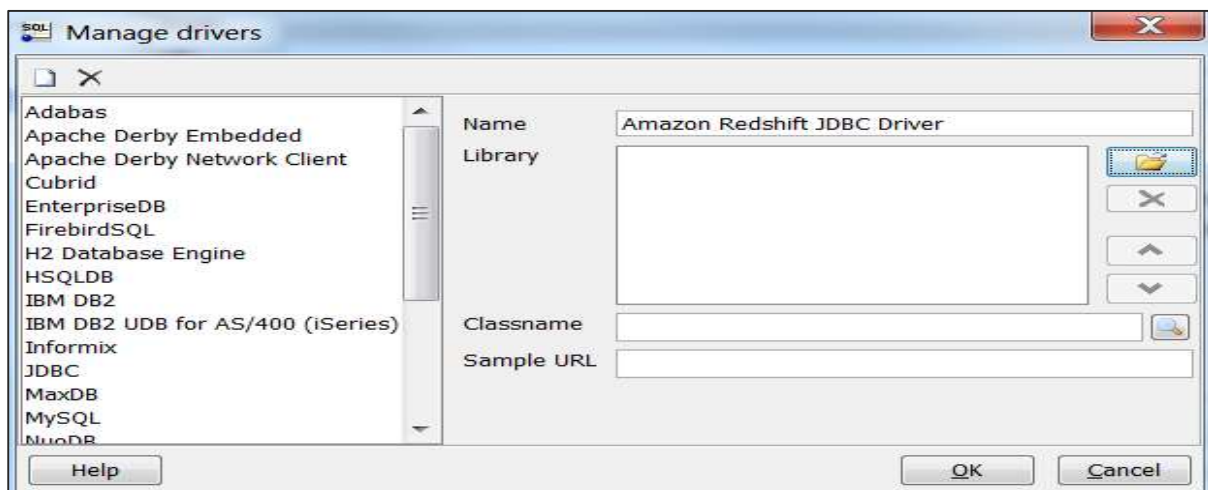 SQL
Manage drivers
Adabas
Apache Derby Embedded
Apache Derby Network Client
Cubrid
EnterpriseDB
FirebirdSQL
H2 Database Engine
HSQLDB
IBM DB2
IBM DB2 UDB for AS/400 (iSeries)
Informix
JDBC
MaxDB
MySQL
NuoDB
Name
Amazon Redshift JDBC Driver
Library
Classname
Sample URL
Help
OK
Cancel